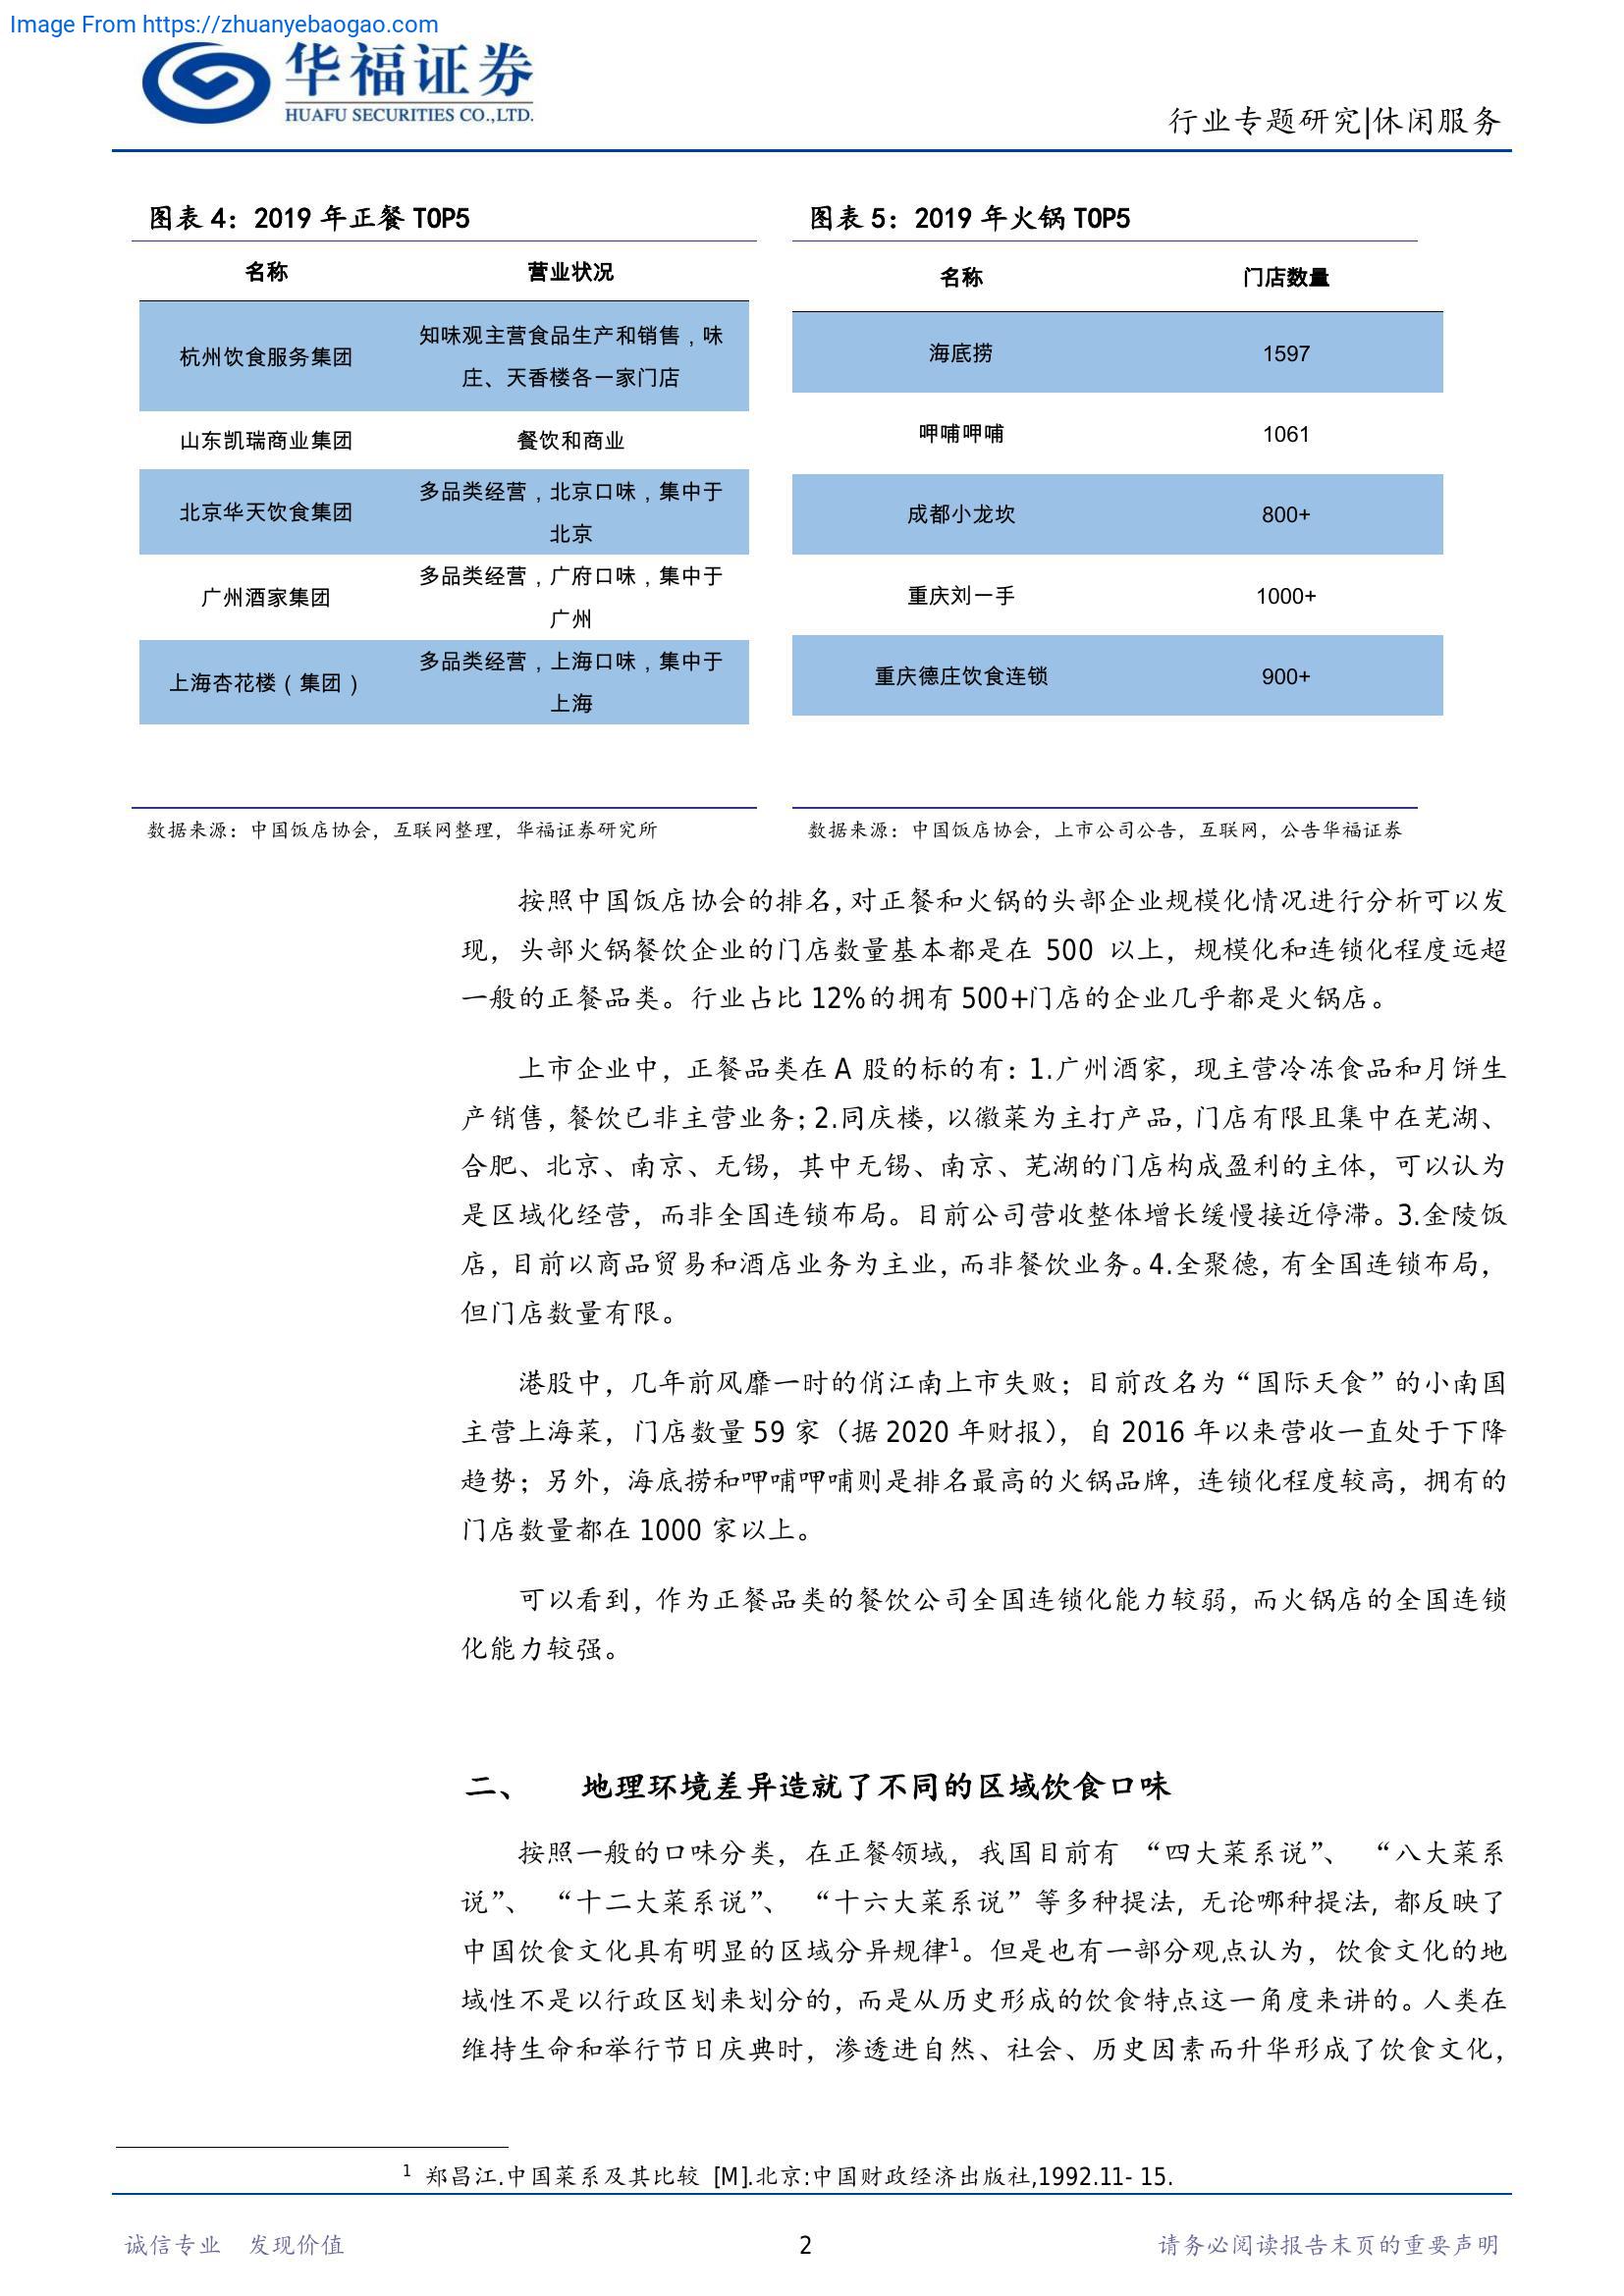 Image From https://zhuanyebaogao.com
华福证券
HUAFU SECURITIES CO.,LTD.
行业专题研究|休闲服务
图表 4：2019 年正餐 TOP5
名称 营业状况
杭州饮食服务集团 知味观主营食品生产和销售，味
庄、天香楼各一家门店
山东凯瑞商业集团 餐饮和商业
北京华天饮食集团 多品类经营，北京口味，集中于
北京
广州酒家集团 多品类经营，广府口味，集中于
广州
上海杏花楼（集团） 多品类经营，上海口味，集中于
上海
数据来源：中国饭店协会，互联网整理，华福证券研究所
图表 5：2019 年火锅 TOP5
名称 门店数量
海底捞 1597
呷哺呷哺 1061
成都小龙坎 800+
重庆刘一手 1000+
重庆德庄饮食连锁 900+
数据来源：中国饭店协会，上市公司公告，互联网，公告华福证券
按照中国饭店协会的排名，对正餐和火锅的头部企业规模化情况进行分析可以发
现，头部火锅餐饮企业的门店数量基本都是在 500 以上，规模化和连锁化程度远超
一般的正餐品类。行业占比 12%的拥有 500+门店的企业几乎都是火锅店。
上市企业中，正餐品类在 A 股的标的有：1.广州酒家，现主营冷冻食品和月饼生
产销售，餐饮已非主营业务；2.同庆楼，以徽菜为主打产品，门店有限且集中在芜湖、
合肥、北京、南京、无锡，其中无锡、南京、芜湖的门店构成盈利的主体，可以认为
是区域化经营，而非全国连锁布局。目前公司营收整体增长缓慢接近停滞。3.金陵饭
店，目前以商品贸易和酒店业务为主业，而非餐饮业务。4.全聚德，有全国连锁布局，
但门店数量有限。
港股中，几年前风靡一时的俏江南上市失败；目前改名为“国际天食”的小南国
主营上海菜，门店数量 59 家（据 2020 年财报），自 2016 年以来营收一直处于下降
趋势；另外，海底捞和呷哺呷哺则是排名最高的火锅品牌，连锁化程度较高，拥有的
门店数量都在 1000 家以上。
可以看到，作为正餐品类的餐饮公司全国连锁化能力较弱，而火锅店的全国连锁
化能力较强。
二、 地理环境差异造就了不同的区域饮食口味
按照一般的口味分类，在正餐领域，我国目前有 “四大菜系说”、 “八大菜系
说”、 “十二大菜系说”、 “十六大菜系说”等多种提法, 无论哪种提法, 都反映了
中国饮食文化具有明显的区域分异规律¹。但是也有一部分观点认为，饮食文化的地
域性不是以行政区划来划分的，而是从历史形成的饮食特点这一角度来讲的。人类在
维持生命和举行节日庆典时，渗透进自然、社会、历史因素而升华形成了饮食文化，
¹ 郑昌江.中国菜系及其比较 [M].北京:中国财政经济出版社,1992.11- 15.
诚信专业 发现价值 2 请务必阅读报告末页的重要声明